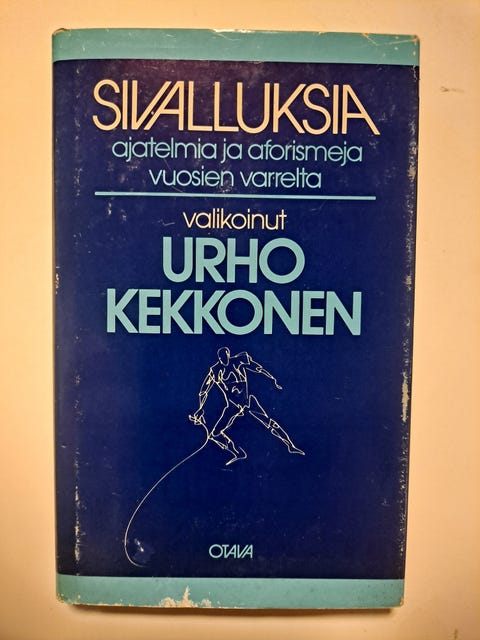 SIVALLUKSIA
ajatelmia ja aforismeja
vuosien varrelta
valikoinut
URHO
KEKKONEN
OTAVA